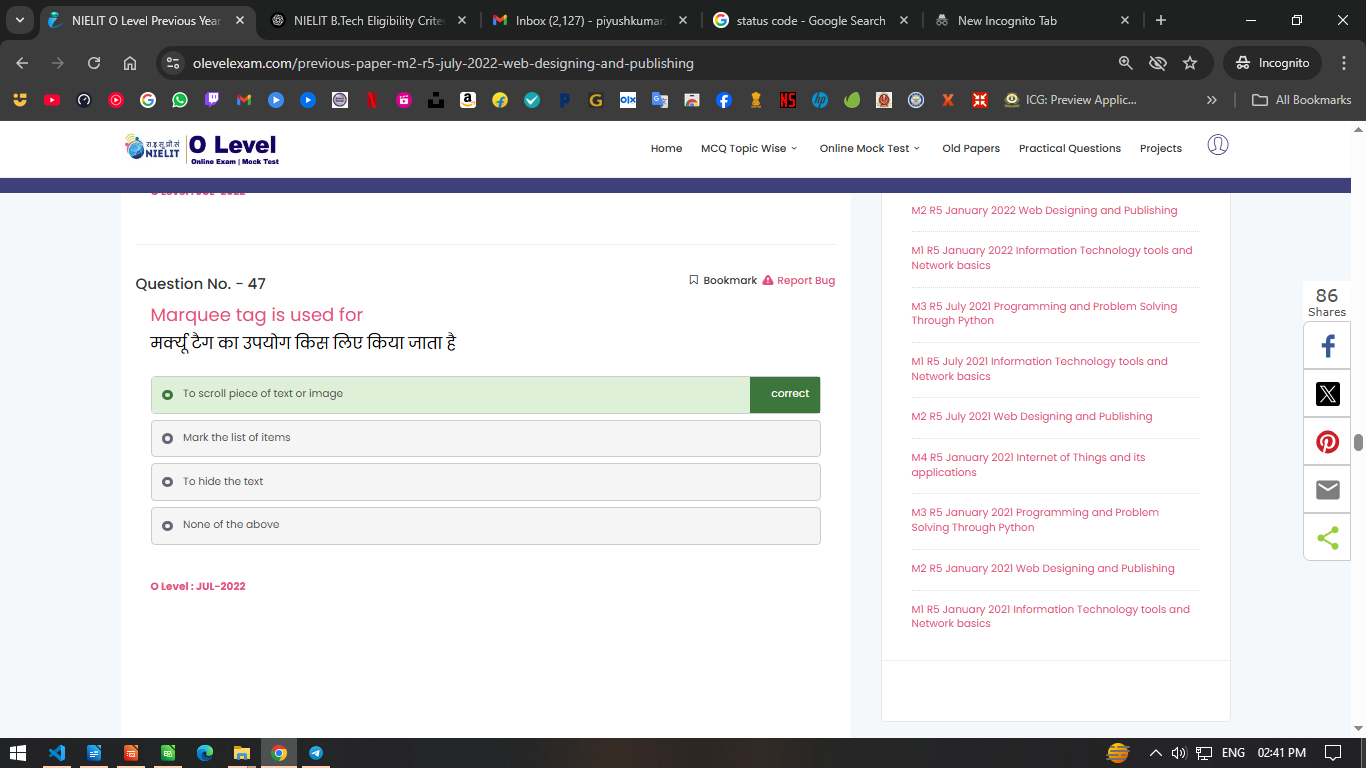 NIELIT O Level Previous Year
NIELIT B.Tech Eligibility Criter
Inbox (2,127) - piyushkumar
status code - Google Search
New Incognito Tab
olevelexam.com/previous-paper-m2-r5-july-2022-web-designing-and-publishing
Incognito
ICG: Preview Applic...
All Bookmarks
रा.इ.सू.प्रौ.सं
NIELIT
O Level
Online Exam | Mock Test
Home
MCQ Topic Wise
Online Mock Test
Old Papers
Practical Questions
Projects
O Level : JUL-2022
Question No. - 47
Bookmark
Report Bug
Marquee tag is used for
मर्क्यू टैग का उपयोग किस लिए किया जाता है
To scroll piece of text or image
correct
Mark the list of items
To hide the text
None of the above
O Level : JUL-2022
M2 R5 January 2022 Web Designing and Publishing
M1 R5 January 2022 Information Technology tools and
Network basics
M3 R5 July 2021 Programming and Problem Solving
Through Python
M1 R5 July 2021 Information Technology tools and
Network basics
M2 R5 July 2021 Web Designing and Publishing
M4 R5 January 2021 Internet of Things and its
applications
M3 R5 January 2021 Programming and Problem
Solving Through Python
M2 R5 January 2021 Web Designing and Publishing
M1 R5 January 2021 Information Technology tools and
Network basics
86
Shares
ENG
02:41 PM